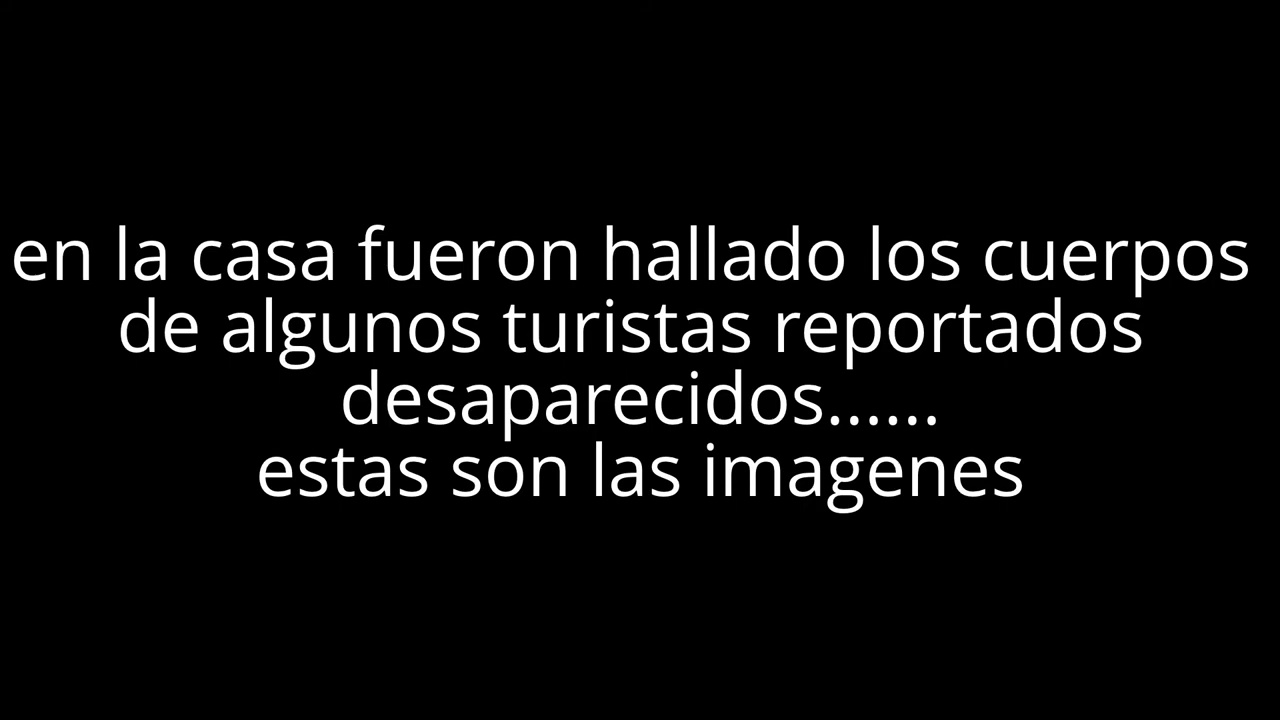 en la casa fueron hallado los cuerpos
de algunos turistas reportados
desaparecidos......
estas son las imagenes